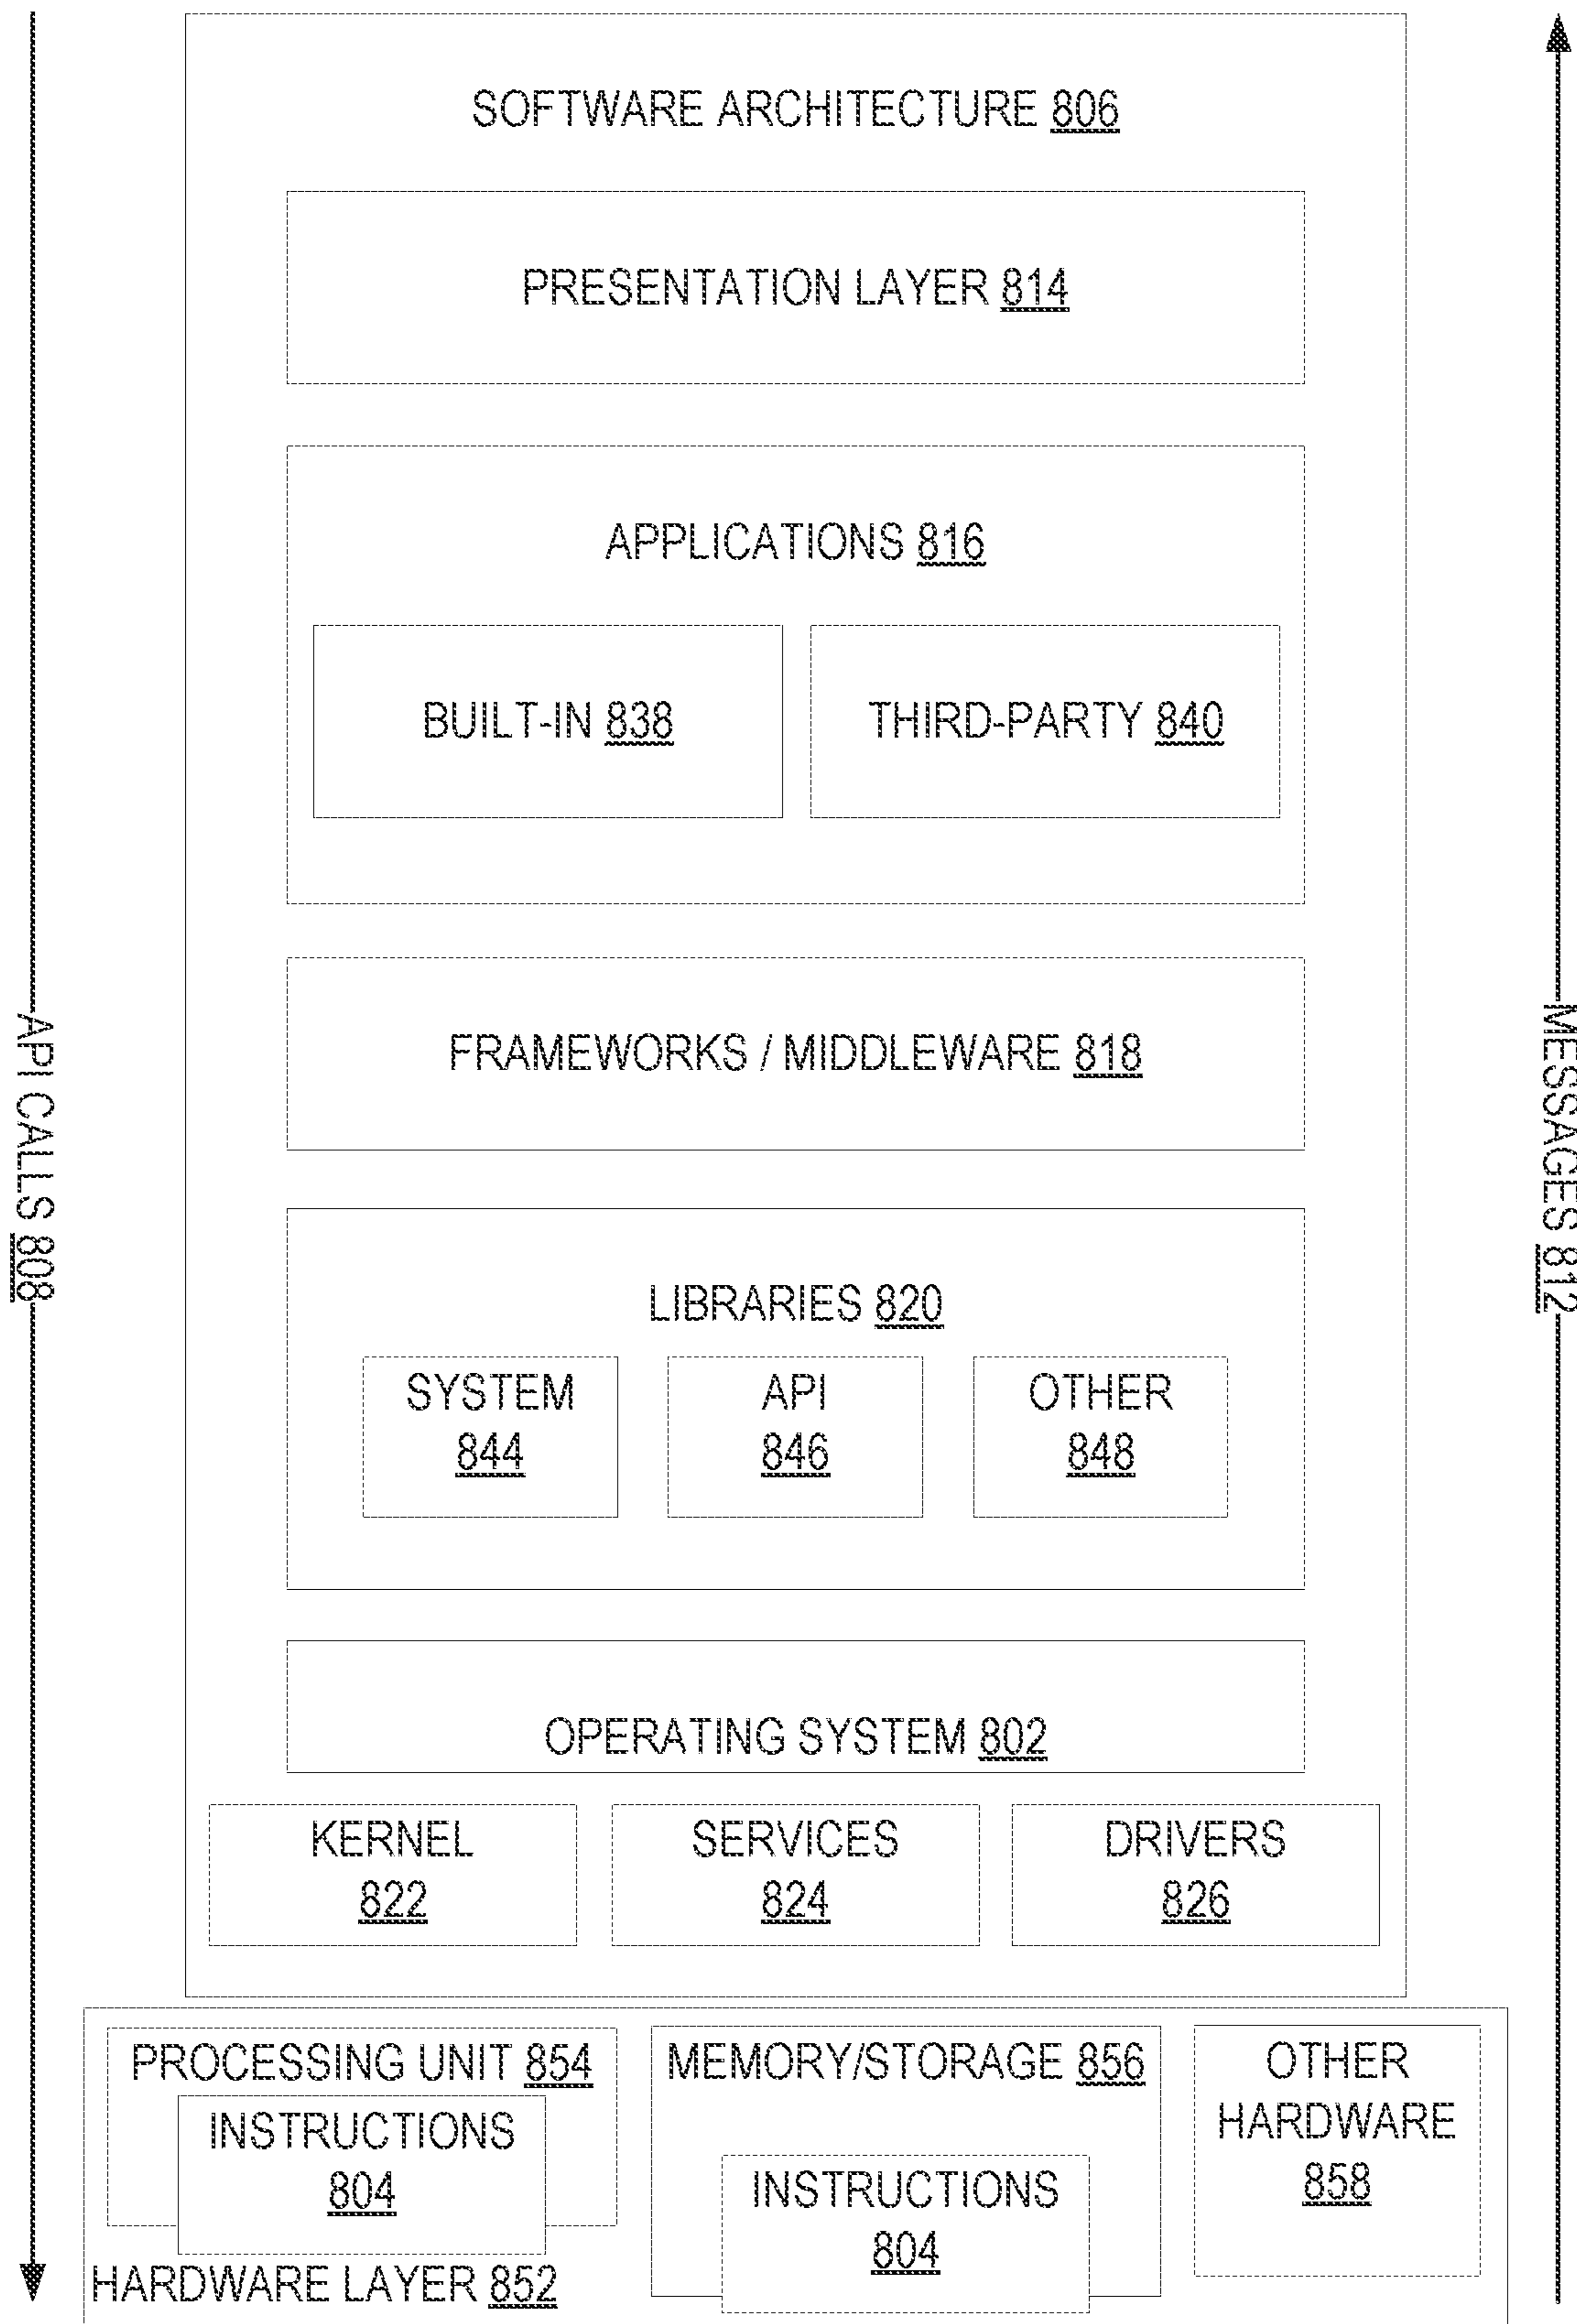 SOFTWARE ARCHITECTURE 806
PRESENTATION LAYER 814
APPLICATIONS 816
BUILT-IN 838
THIRD-PARTY 840
FRAMEWORKS / MIDDLEWARE 818
API CALLS 808
MESSAGES 812
LIBRARIES 820
SYSTEM
844
API
846
OTHER
848
OPERATING SYSTEM 802
KERNEL
822
SERVICES
824
DRIVERS
826
PROCESSING UNIT 854
INSTRUCTIONS
804
HARDWARE LAYER 852
MEMORY/STORAGE 856
INSTRUCTIONS
804
OTHER
HARDWARE
858